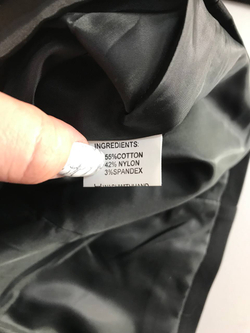 INGREDIENTS:
55%COTTON
42% NYLON
3%SPANDEX